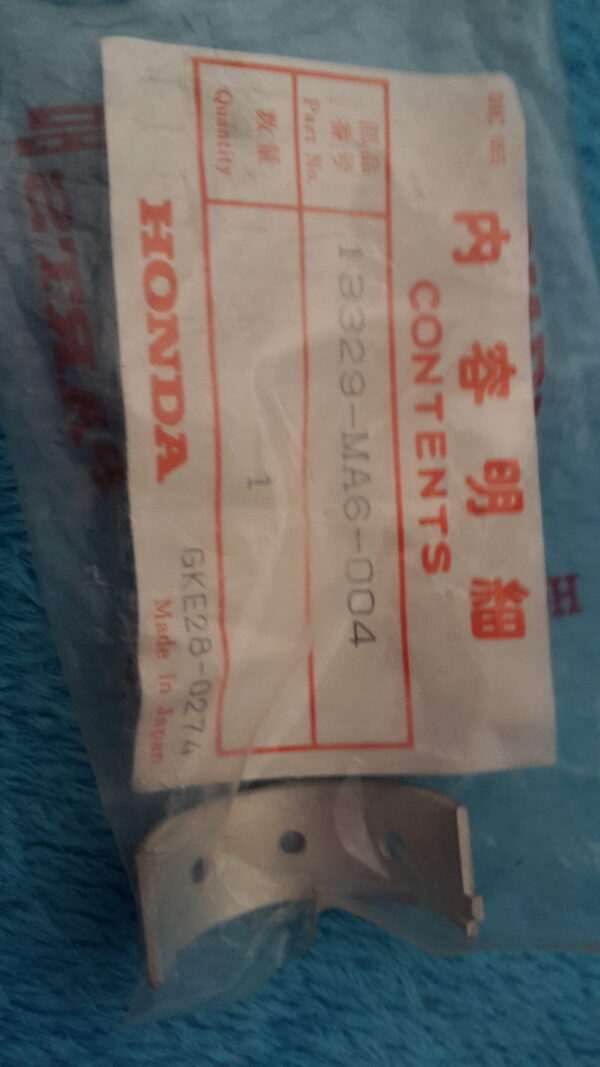 内容明細
CONTENTS
部品
番号 13329-MA6-004
Part No.
数量 1
Quantity
GKE28-0274
HONDA Made in Japan